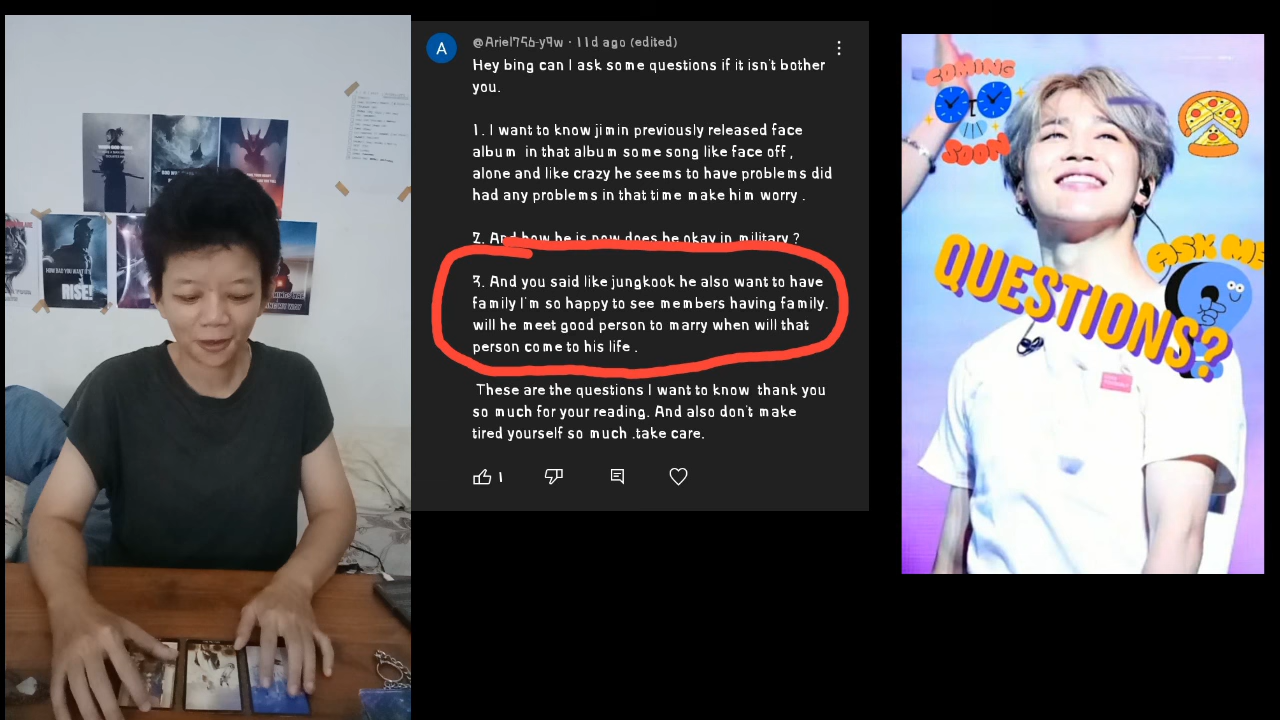 @Ariel756-y9w · 11d ago (edited)
Hey bing can I ask some questions if it isn't bother
you.
1. I want to know jimin previously released face
album in that album some song like face off ,
alone and like crazy he seems to have problems did
had any problems in that time make him worry .
2. And how he is now does he okay in military ?
3. And you said like jungkook he also want to have
family I'm so happy to see members having family.
will he meet good person to marry when will that
person come to his life .
These are the questions I want to know thank you
so much for your reading. And also don't make
tired yourself so much .take care.
1
A
COMING
SOON
ASK ME
QUESTIONS?
HOW BAD DO YOU WANT IT?
RISE!